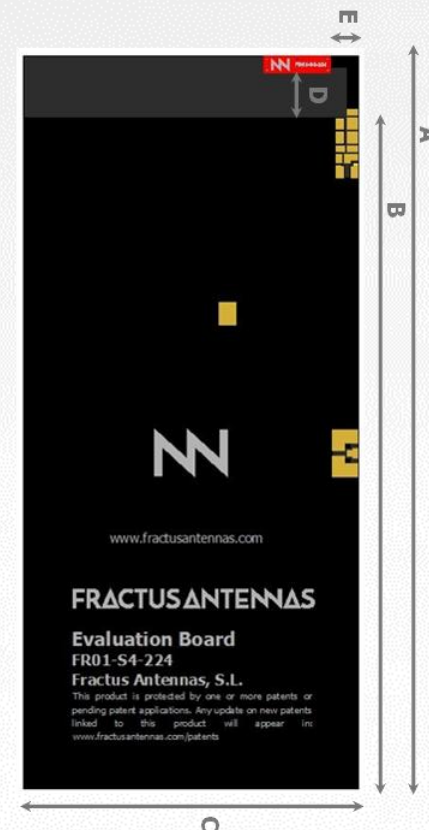 E
D
A
B
www.fractusantennas.com
FRACTUS ANTENNAS
Evaluation Board
FR01-S4-224
Fractus Antennas, S.L.
This product is protected by one or more patents or
pending patent applications. Any update on new patents
linked to this product will appear in:
www.fractusantennas.com/patents
C